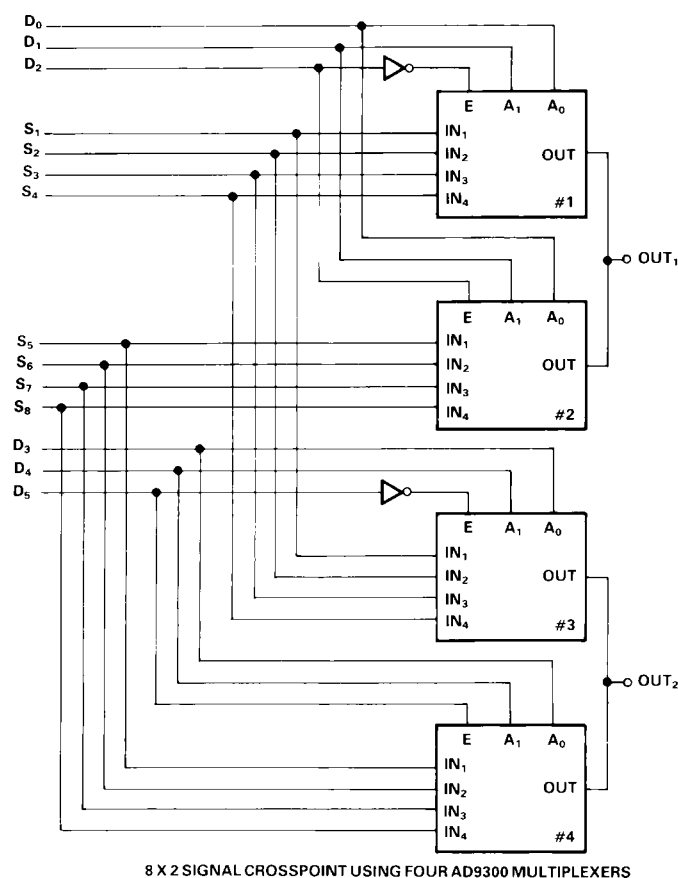 D₀
D₁
D₂
E A₁ A₀
S₁ IN₁
S₂ IN₂ OUT
S₃ IN₃
S₄ IN₄ #1
OUT₁
E A₁ A₀
S₅ IN₁
S₆ IN₂ OUT
S₇ IN₃
S₈ IN₄ #2
D₃
D₄
D₅
E A₁ A₀
IN₁
IN₂ OUT
IN₃
IN₄ #3
OUT₂
E A₁ A₀
IN₁
IN₂ OUT
IN₃
IN₄ #4
8 X 2 SIGNAL CROSSPOINT USING FOUR AD9300 MULTIPLEXERS